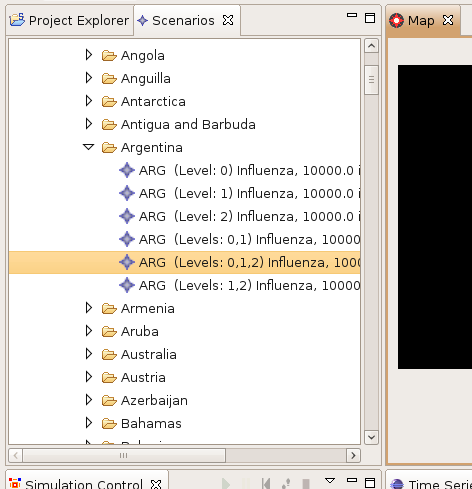 Project Explorer Scenarios
Map
Angola
Anguilla
Antarctica
Antigua and Barbuda
Argentina
ARG (Level: 0) Influenza, 10000.0 i
ARG (Level: 1) Influenza, 10000.0 i
ARG (Level: 2) Influenza, 10000.0 i
ARG (Levels: 0,1) Influenza, 10000
ARG (Levels: 0,1,2) Influenza, 1000
ARG (Levels: 1,2) Influenza, 10000
Armenia
Aruba
Australia
Austria
Azerbaijan
Bahamas
Simulation Control
Time Serie